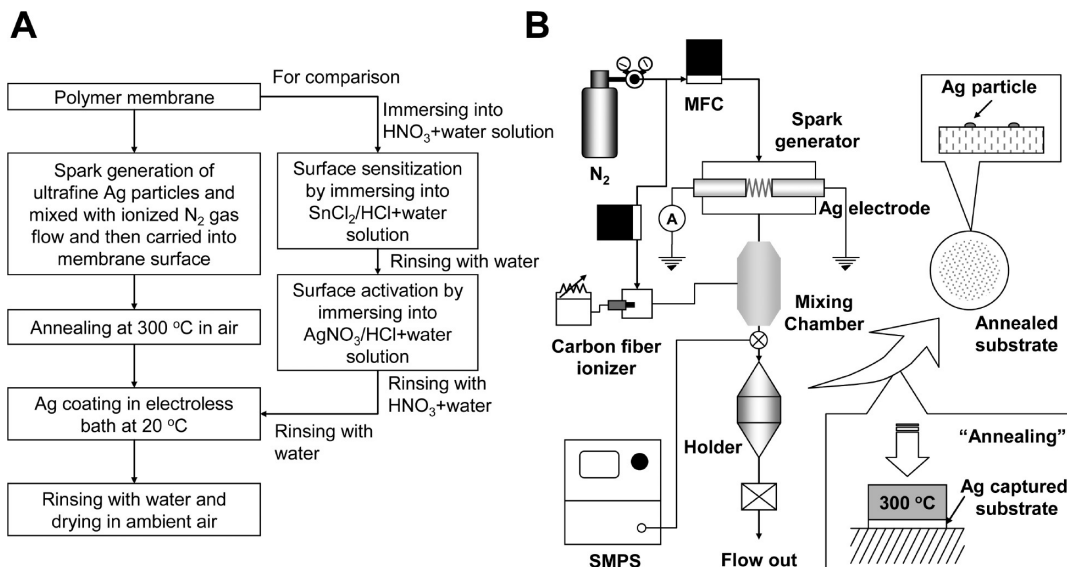 A
Polymer membrane
For comparison
Immersing into
HNO3+water solution
Spark generation of
ultrafine Ag particles and
mixed with ionized N2 gas
flow and then carried into
membrane surface
Surface sensitization
by immersing into
SnCl2/HCl+water
solution
Rinsing with water
Annealing at 300 °C in air
Surface activation by
immersing into
AgNO3/HCl+water
solution
Rinsing with
HNO3+water
Ag coating in electroless
bath at 20 °C
Rinsing with
water
Rinsing with water and
drying in ambient air
B
N2
MFC
Spark
generator
A
Ag electrode
Carbon fiber
ionizer
Mixing
Chamber
Holder
SMPS
Flow out
Ag particle
Annealed
substrate
“Annealing”
300 °C
Ag captured
substrate